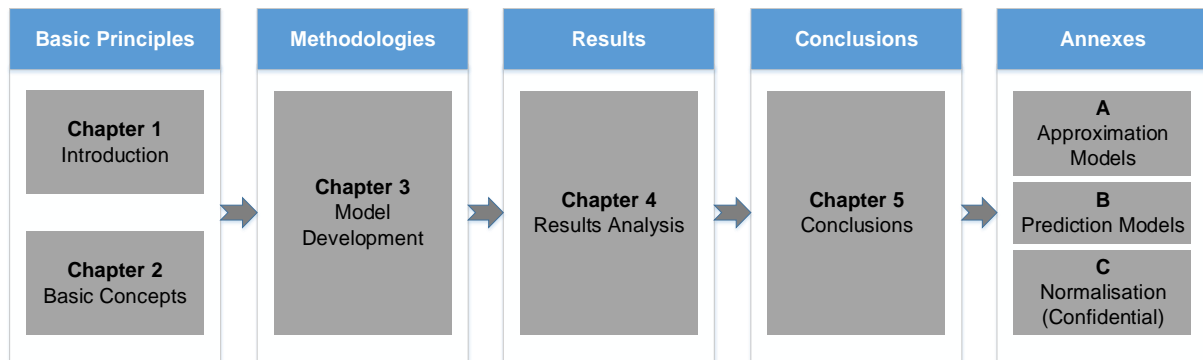 Basic Principles
Chapter 1
Introduction
Chapter 2
Basic Concepts
Methodologies
Chapter 3
Model
Development
Results
Chapter 4
Results Analysis
Conclusions
Chapter 5
Conclusions
Annexes
A
Approximation
Models
B
Prediction Models
C
Normalisation
(Confidential)